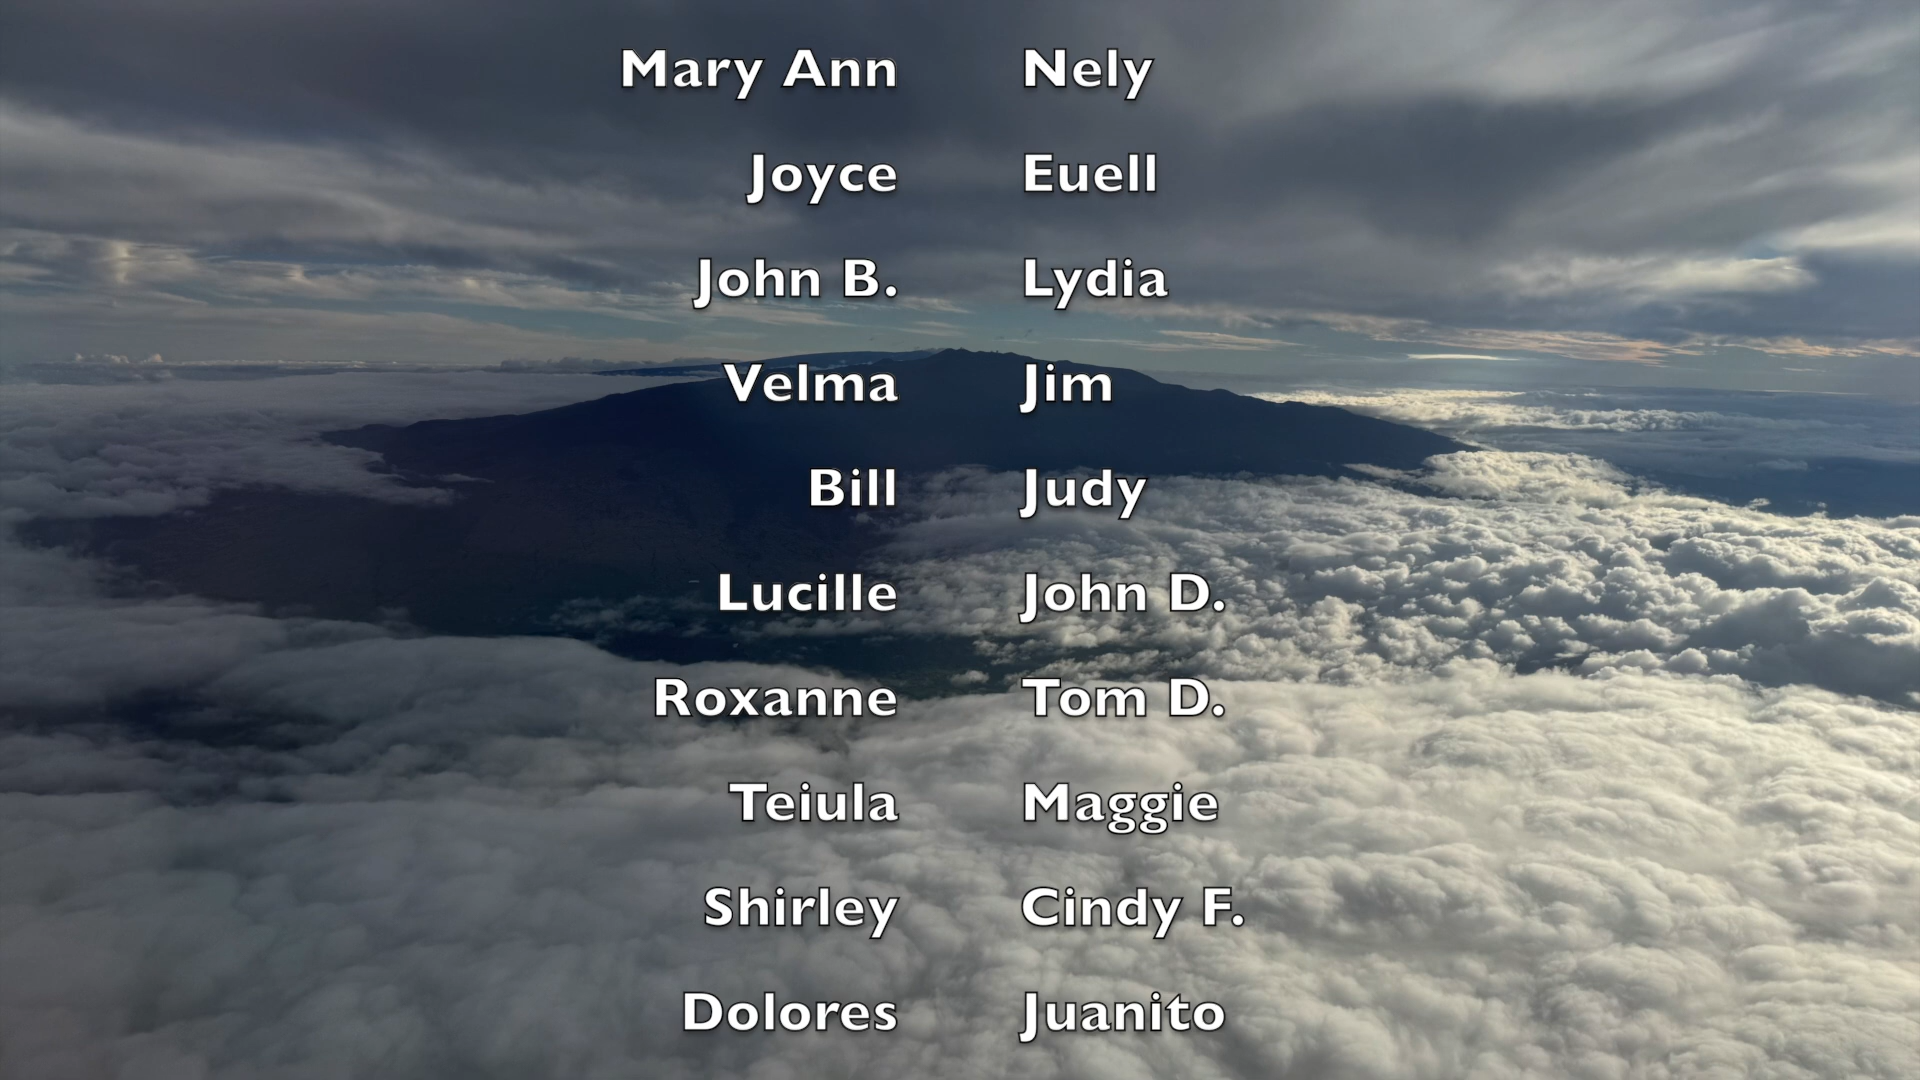 Mary Ann Nely
Joyce Euell
John B. Lydia
Velma Jim
Bill Judy
Lucille John D.
Roxanne Tom D.
Teiula Maggie
Shirley Cindy F.
Dolores Juanito